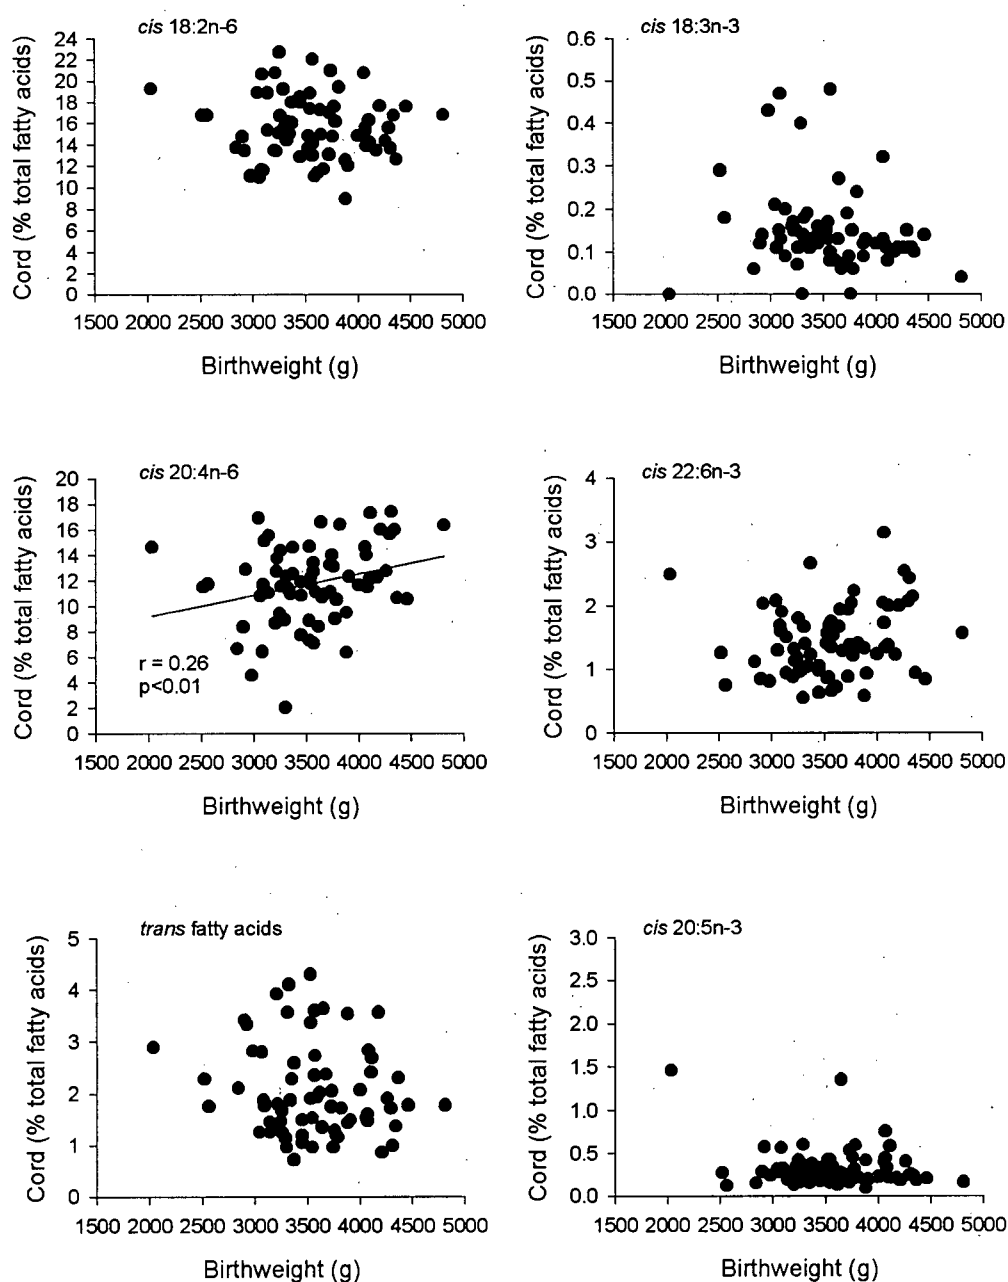 cis 18:2n-6
24
22
20
18
16
14
12
10
8
6
4
2
0
1500 2000 2500 3000 3500 4000 4500 5000
Birthweight (g)
Cord (% total fatty acids)
cis 18:3n-3
0.6
0.5
0.4
0.3
0.2
0.1
0.0
1500 2000 2500 3000 3500 4000 4500 5000
Birthweight (g)
Cord (% total fatty acids)
cis 20:4n-6
20
18
16
14
12
10
8
6
4
2
0
r = 0.26
p<0.01
1500 2000 2500 3000 3500 4000 4500 5000
Birthweight (g)
Cord (% total fatty acids)
cis 22:6n-3
4
3
2
1
0
1500 2000 2500 3000 3500 4000 4500 5000
Birthweight (g)
Cord (% total fatty acids)
trans fatty acids
5
4
3
2
1
0
1500 2000 2500 3000 3500 4000 4500 5000
Birthweight (g)
Cord (% total fatty acids)
cis 20:5n-3
3.0
2.5
2.0
1.5
1.0
0.5
0.0
1500 2000 2500 3000 3500 4000 4500 5000
Birthweight (g)
Cord (% total fatty acids)